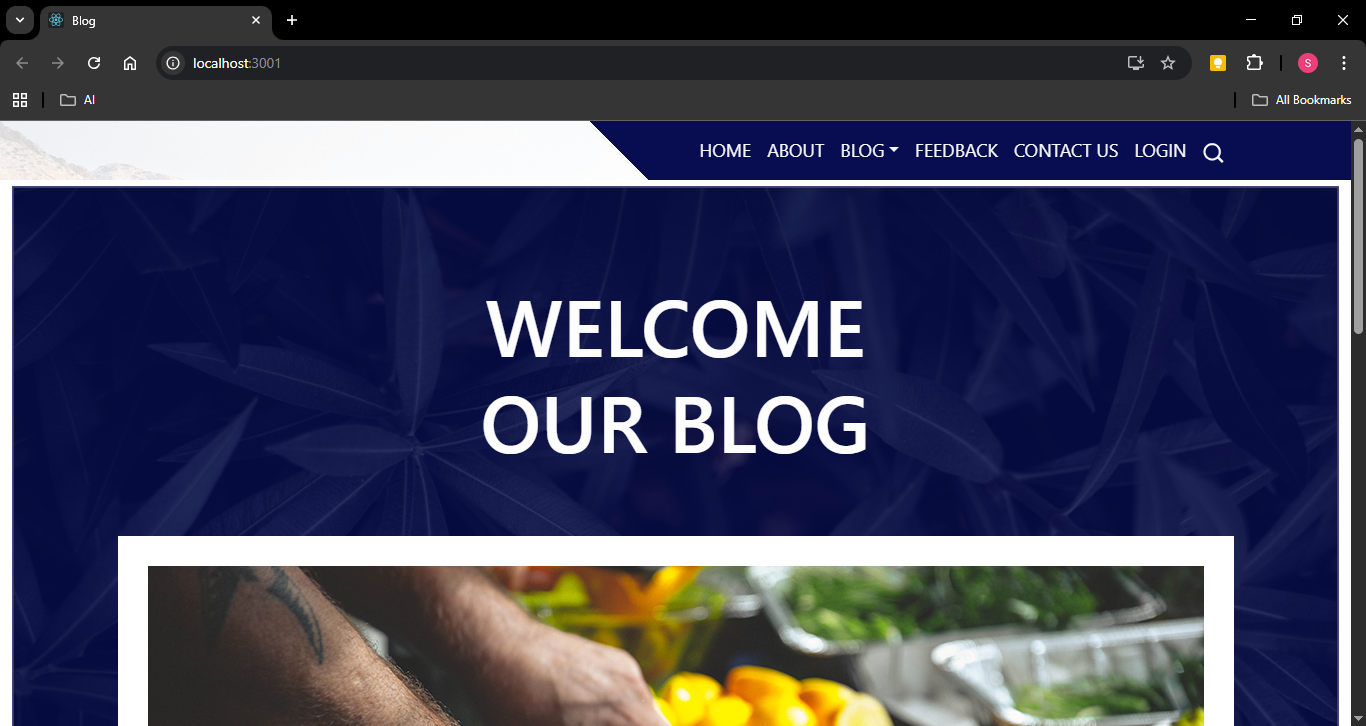 Blog
localhost:3001
S
AI
All Bookmarks
HOME ABOUT BLOG FEEDBACK CONTACT US LOGIN
WELCOME
OUR BLOG